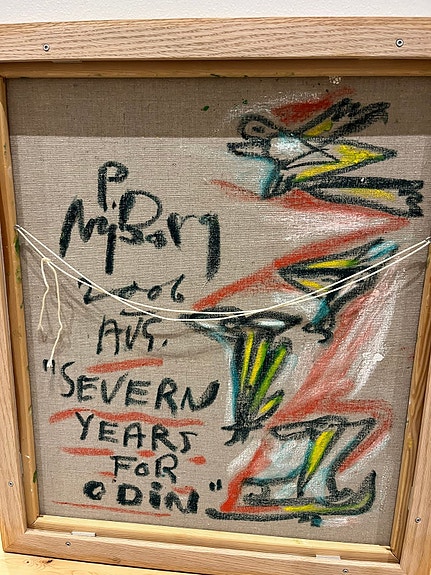 P.
Nyborg
2006
AUG.
"SEVERN
YEARS
FOR
ODIN"